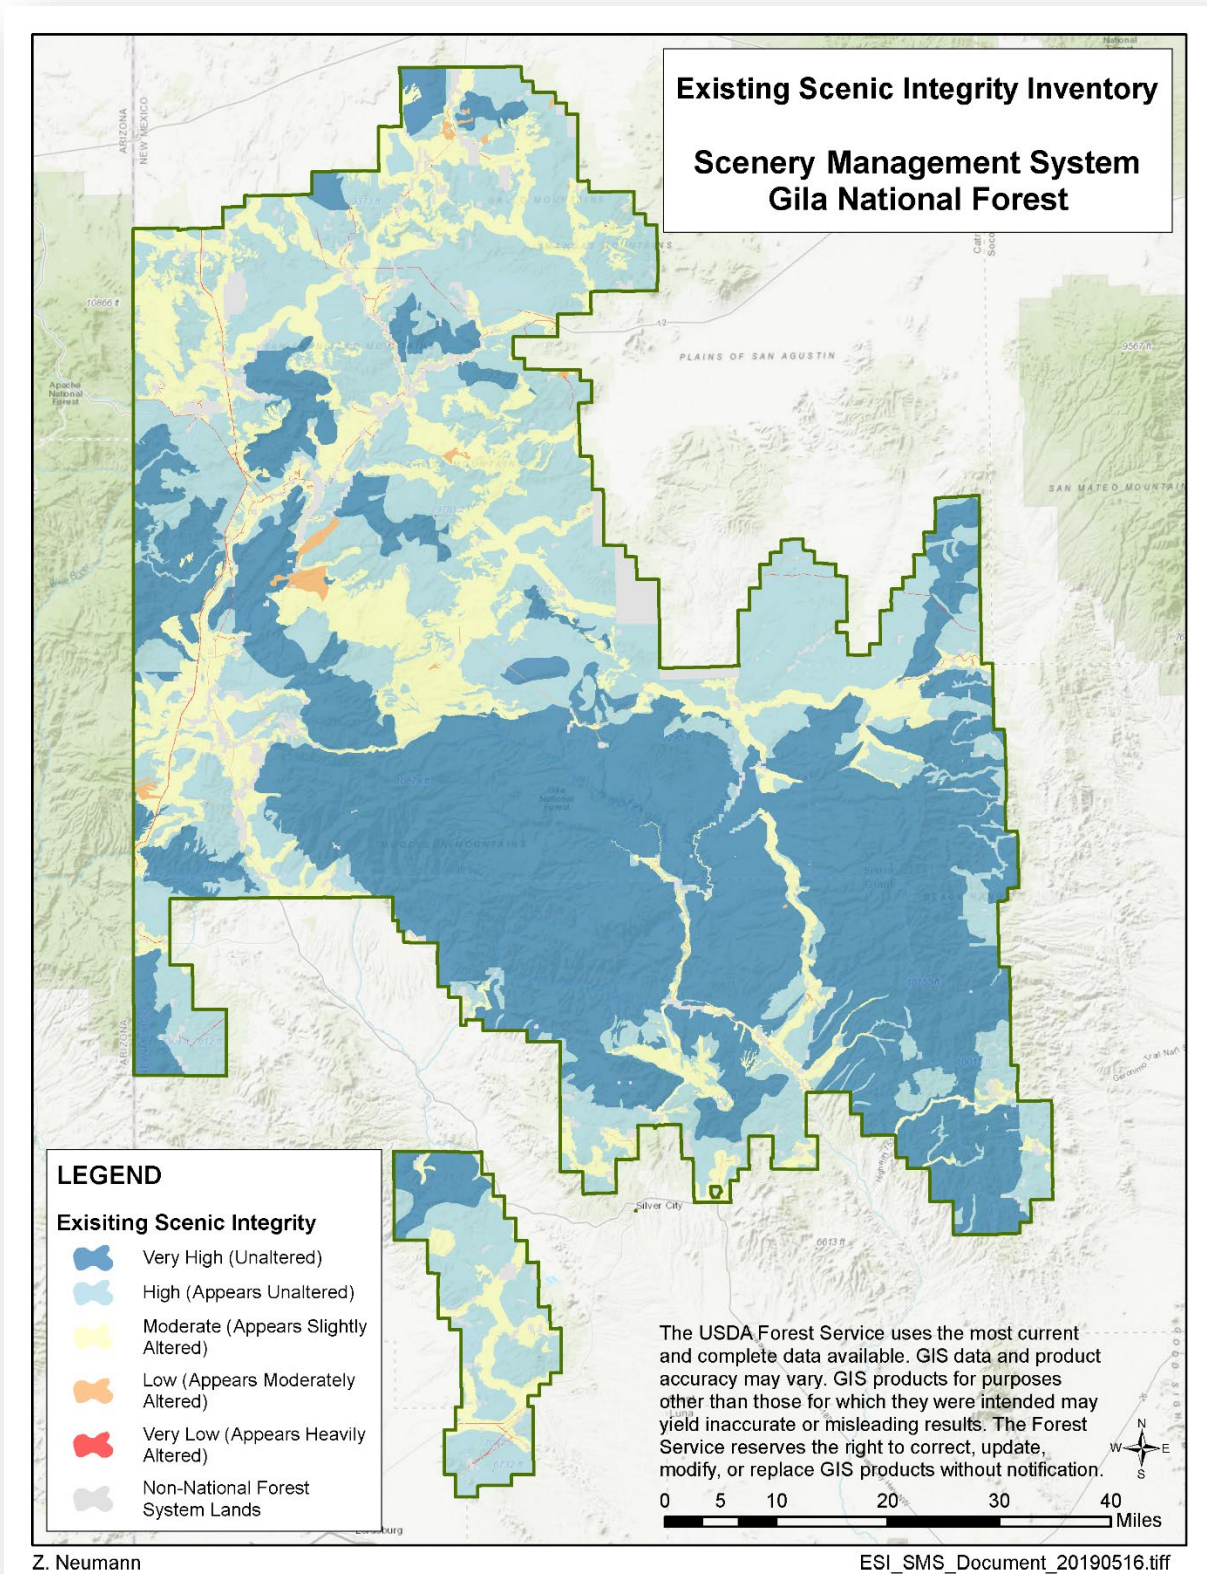 Existing Scenic Integrity Inventory
Scenery Management System
Gila National Forest
National
ARIZONA
NEW MEXICO
10866 ft
Apache
National
Forest
12
PLAINS OF SAN AGUSTIN
9567 ft
SAN MATEO MOUNTAIN
Gila
National
Forest
MOGOLLON MOUNTAINS
ARIZONA
Silver City
6613 ft
LEGEND
Exisiting Scenic Integrity
Very High (Unaltered)
High (Appears Unaltered)
Moderate (Appears Slightly
Altered)
Low (Appears Moderately
Altered)
Very Low (Appears Heavily
Altered)
Non-National Forest
System Lands
The USDA Forest Service uses the most current
and complete data available. GIS data and product
accuracy may vary. GIS products for purposes
other than those for which they were intended may
yield inaccurate or misleading results. The Forest
Service reserves the right to correct, update,
modify, or replace GIS products without notification.
N
W E
S
0 5 10 20 30 40
Miles
Z. Neumann
ESI_SMS_Document_20190516.tiff